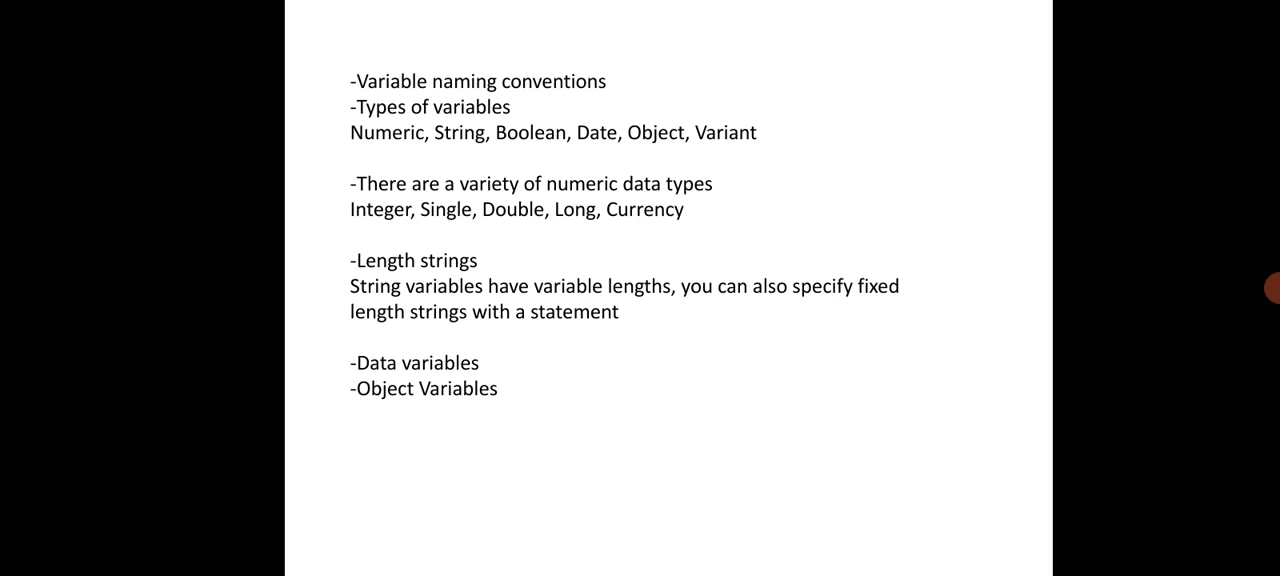 -Variable naming conventions
-Types of variables
Numeric, String, Boolean, Date, Object, Variant
-There are a variety of numeric data types
Integer, Single, Double, Long, Currency
-Length strings
String variables have variable lengths, you can also specify fixed
length strings with a statement
-Data variables
-Object Variables